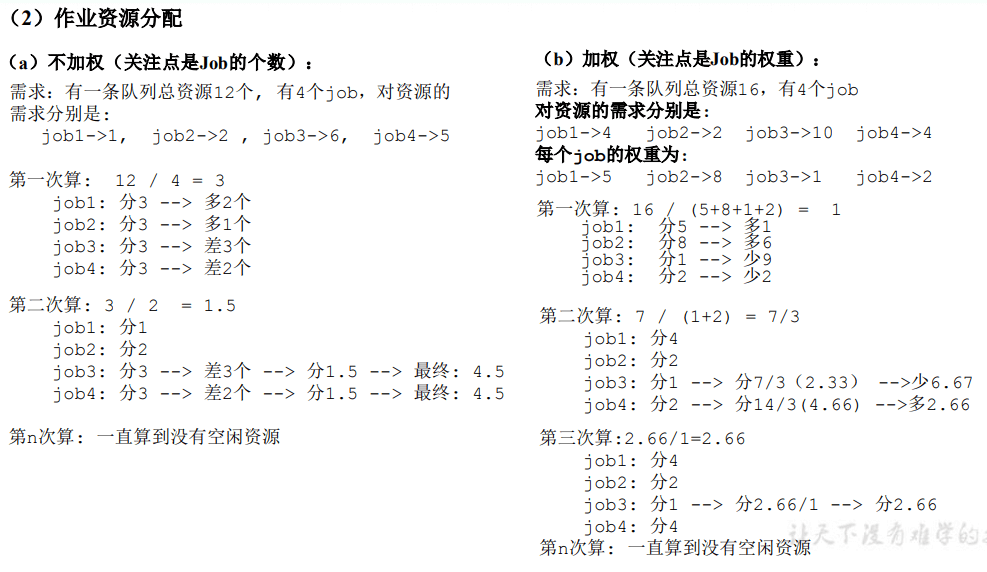 （2）作业资源分配
（a）不加权（关注点是Job的个数）：
需求：有一条队列总资源12个, 有4个job，对资源的
需求分别是:
job1->1,  job2->2 , job3->6,  job4->5
第一次算:  12 / 4 = 3
job1: 分3 --> 多2个
job2: 分3 --> 多1个
job3: 分3 --> 差3个
job4: 分3 --> 差2个
第二次算: 3 / 2  = 1.5
job1: 分1
job2: 分2
job3: 分3 --> 差3个 --> 分1.5 --> 最终: 4.5
job4: 分3 --> 差2个 --> 分1.5 --> 最终: 4.5
第n次算: 一直算到没有空闲资源
（b）加权（关注点是Job的权重）：
需求：有一条队列总资源16，有4个job
对资源的需求分别是:
job1->4   job2->2  job3->10  job4->4
每个job的权重为:
job1->5   job2->8  job3->1   job4->2
第一次算: 16 / (5+8+1+2) =  1
job1:  分5 --> 多1
job2:  分8 --> 多6
job3:  分1 --> 少9
job4:  分2 --> 少2
第二次算: 7 / (1+2) = 7/3
job1: 分4
job2: 分2
job3: 分1 --> 分7/3（2.33） -->少6.67
job4: 分2 --> 分14/3(4.66) -->多2.66
第三次算:2.66/1=2.66
job1: 分4
job2: 分2
job3: 分1 --> 分2.66/1 --> 分2.66
job4: 分4
第n次算: 一直算到没有空闲资源
让天下没有难学的